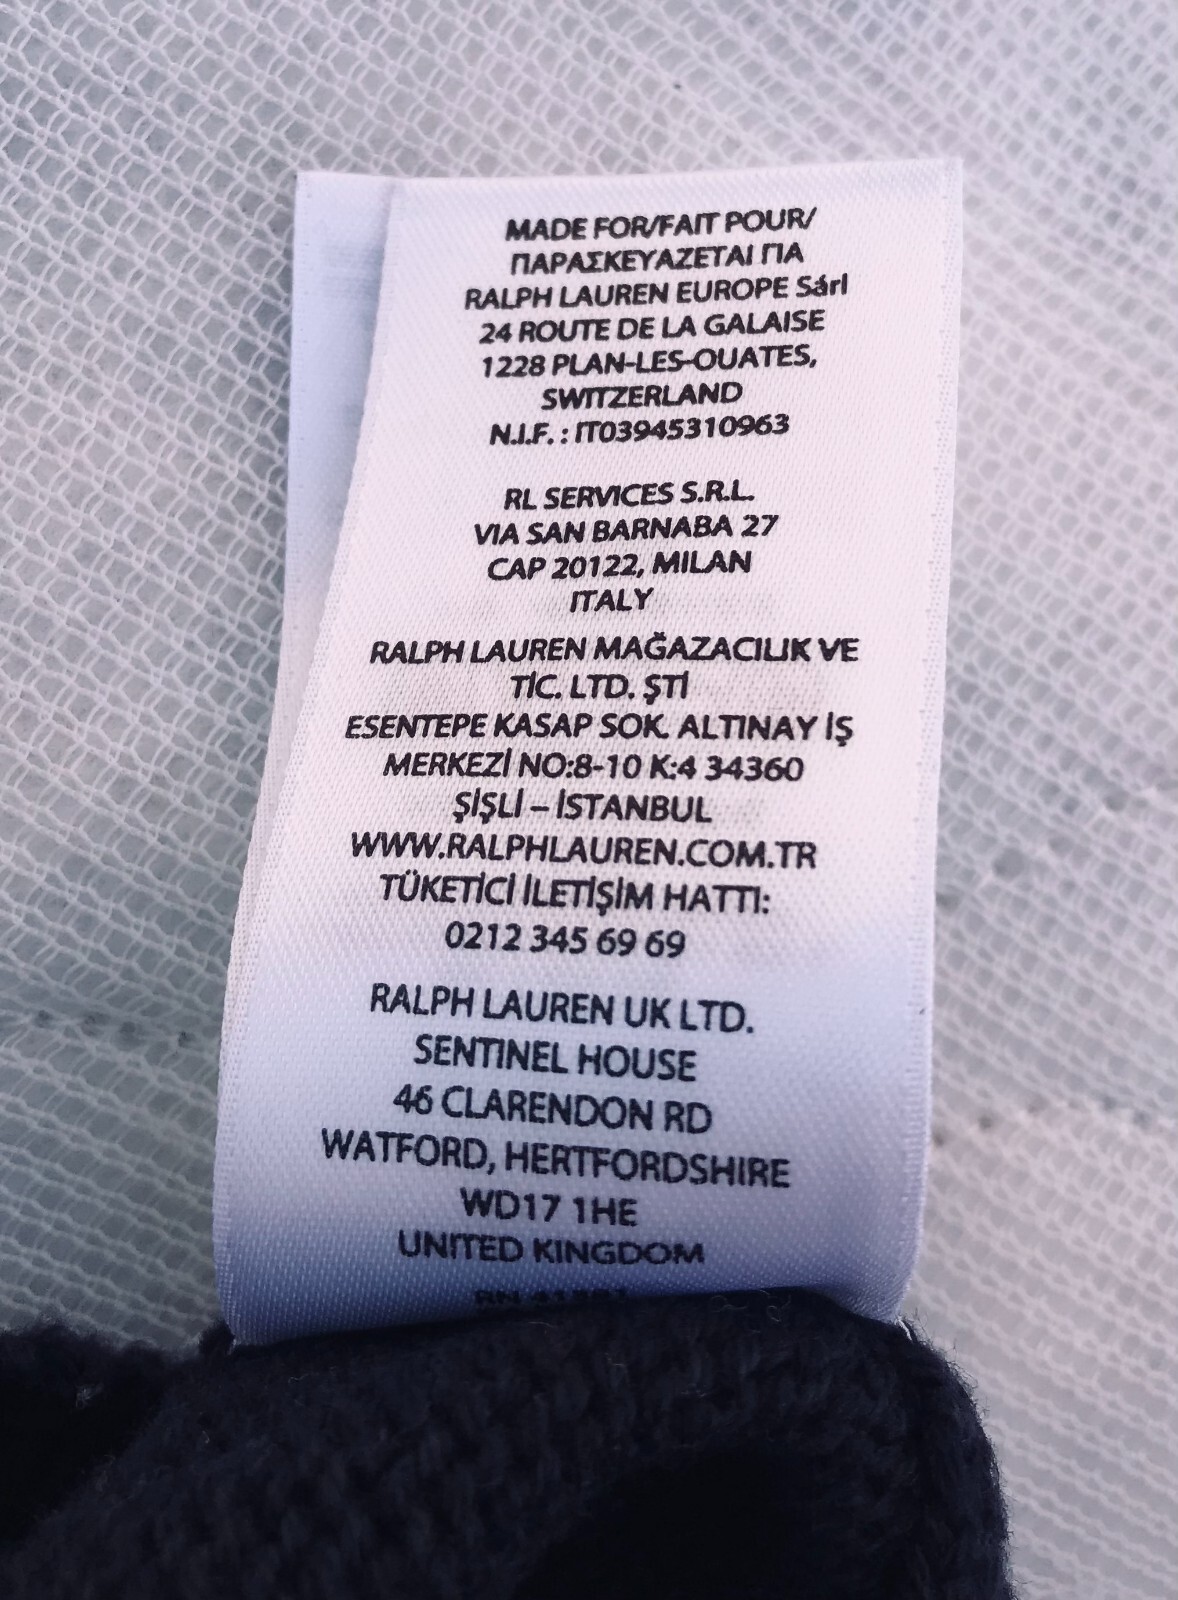 MADE FOR/FAIT POUR/
ΠΑΡΑΣΚΕΥΑΖΕΤΑΙ ΓΙΑ
RALPH LAUREN EUROPE Sárl
24 ROUTE DE LA GALAISE
1228 PLAN-LES-OUATES,
SWITZERLAND
N.I.F. : IT03945310963
RL SERVICES S.R.L.
VIA SAN BARNABA 27
CAP 20122, MILAN
ITALY
RALPH LAUREN MAĞAZACILIK VE
TİC. LTD. ŞTİ
ESENTEPE KASAP SOK. ALTINAY İŞ
MERKEZİ NO:8-10 K:4 34360
ŞİŞLİ – İSTANBUL
WWW.RALPHLAUREN.COM.TR
TÜKETİCİ İLETİŞİM HATTI:
0212 345 69 69
RALPH LAUREN UK LTD.
SENTINEL HOUSE
46 CLARENDON RD
WATFORD, HERTFORDSHIRE
WD17 1HE
UNITED KINGDOM
RN